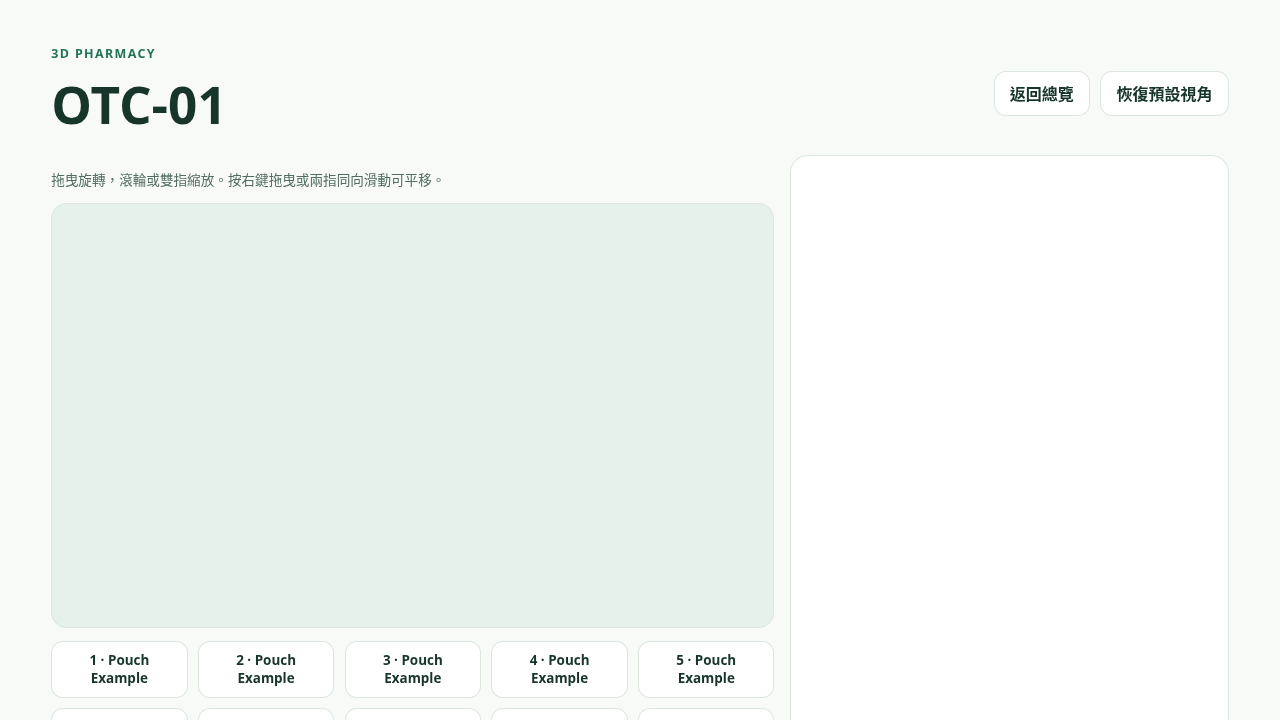 3D PHARMACY
OTC-01
返回總覽
恢復預設視角
拖曳旋轉，滾輪或雙指縮放。按右鍵拖曳或兩指同向滑動可平移。
1 · Pouch
Example
2 · Pouch
Example
3 · Pouch
Example
4 · Pouch
Example
5 · Pouch
Example